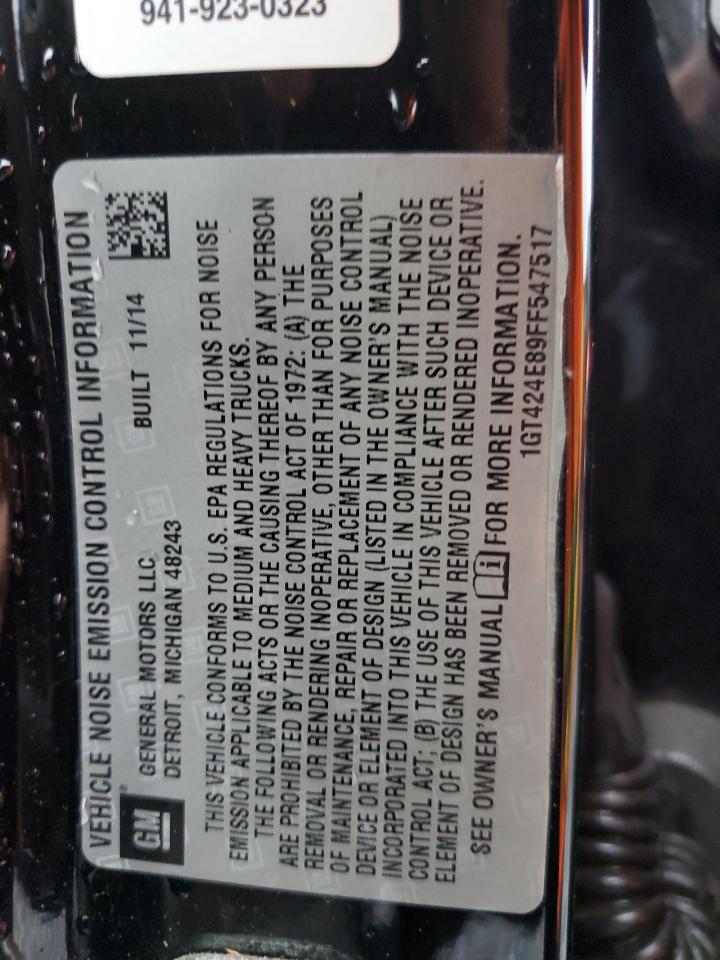 941-923-0323
VEHICLE NOISE EMISSION CONTROL INFORMATION
GM®
GENERAL MOTORS LLC
DETROIT, MICHIGAN 48243
BUILT 11/14
THIS VEHICLE CONFORMS TO U.S. EPA REGULATIONS FOR NOISE
EMISSION APPLICABLE TO MEDIUM AND HEAVY TRUCKS.
THE FOLLOWING ACTS OR THE CAUSING THEREOF BY ANY PERSON
ARE PROHIBITED BY THE NOISE CONTROL ACT OF 1972: (A) THE
REMOVAL OR RENDERING INOPERATIVE, OTHER THAN FOR PURPOSES
OF MAINTENANCE, REPAIR OR REPLACEMENT OF ANY NOISE CONTROL
DEVICE OR ELEMENT OF DESIGN (LISTED IN THE OWNER'S MANUAL)
INCORPORATED INTO THIS VEHICLE IN COMPLIANCE WITH THE NOISE
CONTROL ACT; (B) THE USE OF THIS VEHICLE AFTER SUCH DEVICE OR
ELEMENT OF DESIGN HAS BEEN REMOVED OR RENDERED INOPERATIVE.
SEE OWNER'S MANUAL i FOR MORE INFORMATION.
1GT424E89FF547517